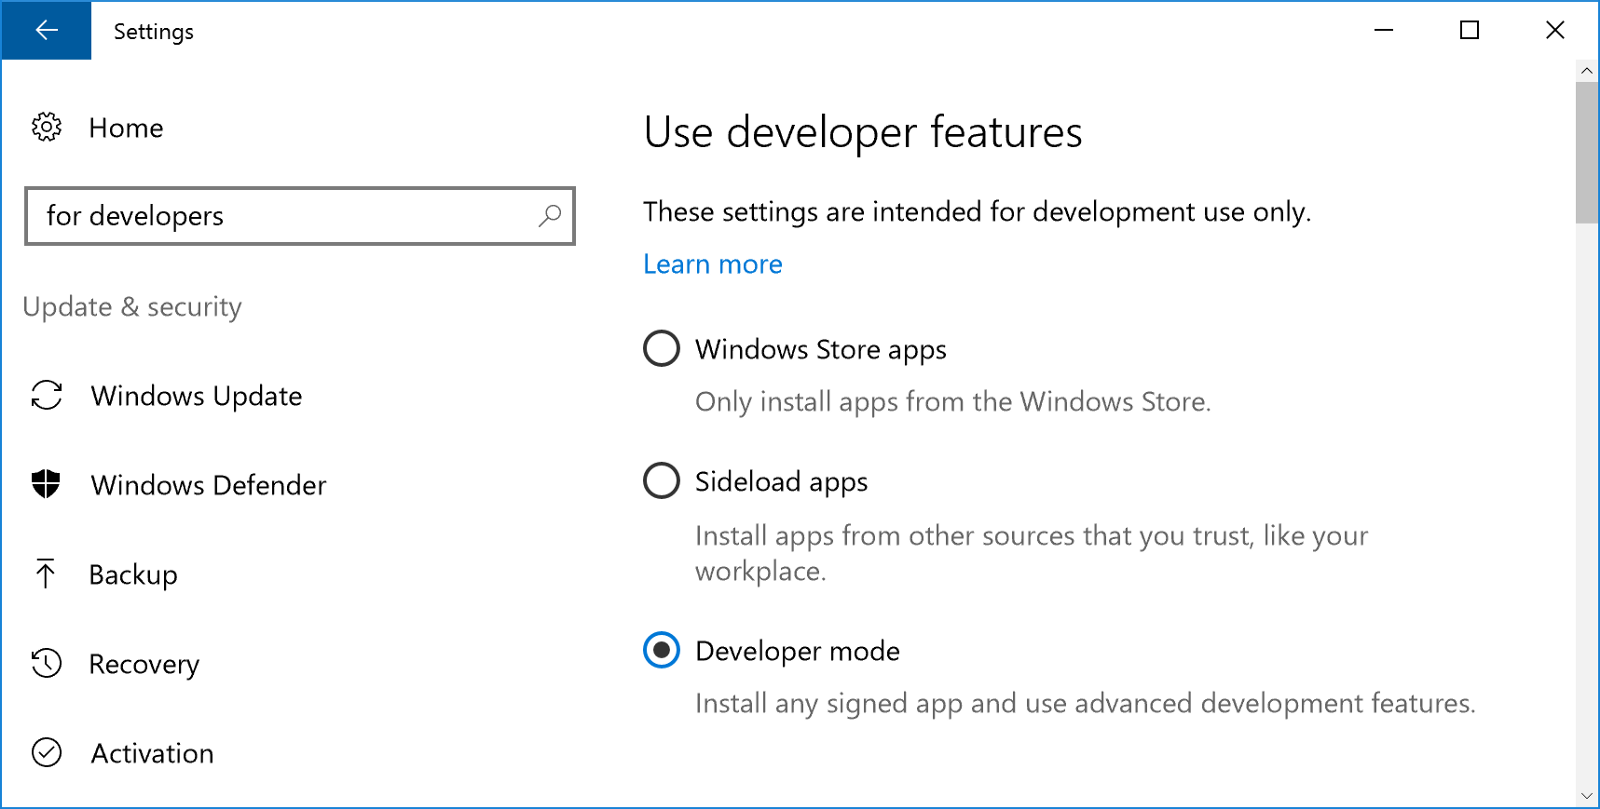 Settings
Home
for developers
Update & security
Windows Update
Windows Defender
Backup
Recovery
Activation
Use developer features
These settings are intended for development use only.
Learn more
Windows Store apps
Only install apps from the Windows Store.
Sideload apps
Install apps from other sources that you trust, like your
workplace.
Developer mode
Install any signed app and use advanced development features.